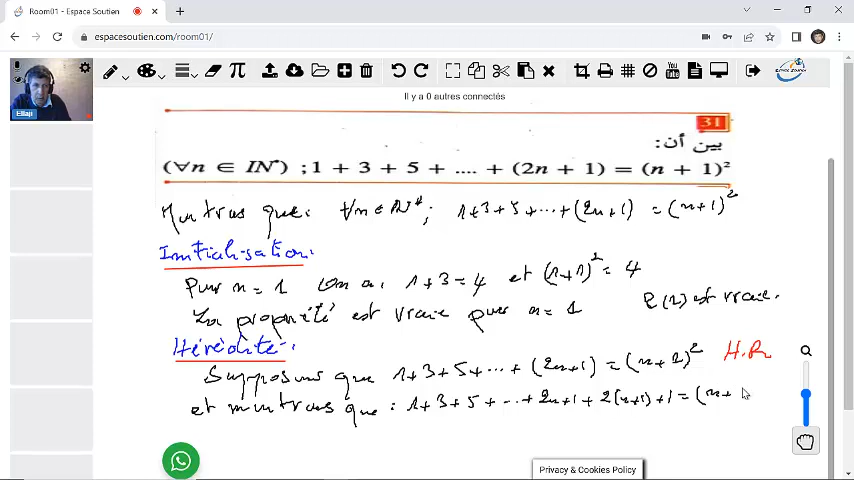 Room01 - Espace Soutien
espacesoutien.com/room01/
Il y a 0 autres connectés
Ellaji
31
بين أن:
(∀n ∈ IN*) ; 1 + 3 + 5 + .... + (2n + 1) = (n + 1)²
Montrons que: ∀n∈IN*; 1+3+5+...+(2n+1) = (n+1)²
Initialisation:
Pour n = 1 on a: 1+3=4 et (1+1)² = 4
La propriété est vraie pour n = 1 P(1) est vraie.
Hérédité:
Supposons que 1+3+5+...+(2n+1) = (n+1)² H.R
et montrons que: 1+3+5+...+2n+1+2(n+1)+1 = (n+
Privacy & Cookies Policy